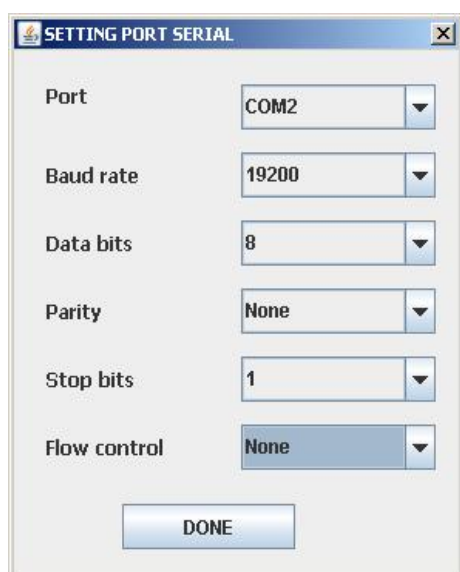 SETTING PORT SERIAL
Port COM2
Baud rate 19200
Data bits 8
Parity None
Stop bits 1
Flow control None
DONE